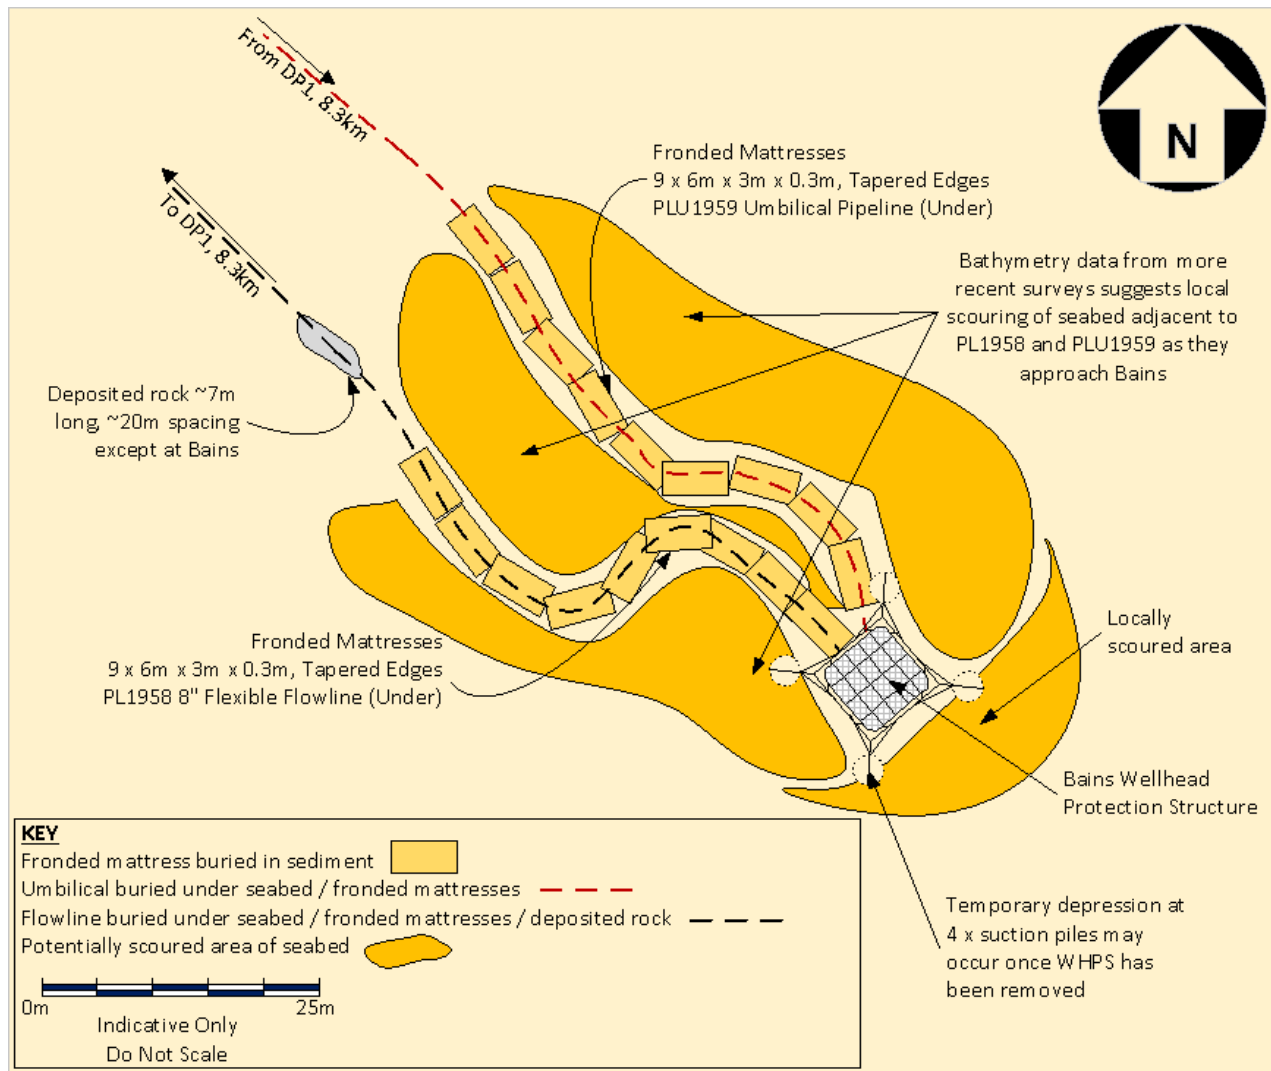 From DP1, 8.3km
To DP1, 8.3km
N
Fronded Mattresses
9 x 6m x 3m x 0.3m, Tapered Edges
PLU1959 Umbilical Pipeline (Under)
Bathymetry data from more
recent surveys suggests local
scouring of seabed adjacent to
PL1958 and PLU1959 as they
approach Bains
Deposited rock ~7m
long, ~20m spacing
except at Bains
Fronded Mattresses
9 x 6m x 3m x 0.3m, Tapered Edges
PL1958 8" Flexible Flowline (Under)
Locally
scoured area
Bains Wellhead
Protection Structure
Temporary depression at
4 x suction piles may
occur once WHPS has
been removed
KEY
Fronded mattress buried in sediment
Umbilical buried under seabed / fronded mattresses
Flowline buried under seabed / fronded mattresses / deposited rock
Potentially scoured area of seabed
0m 25m
Indicative Only
Do Not Scale